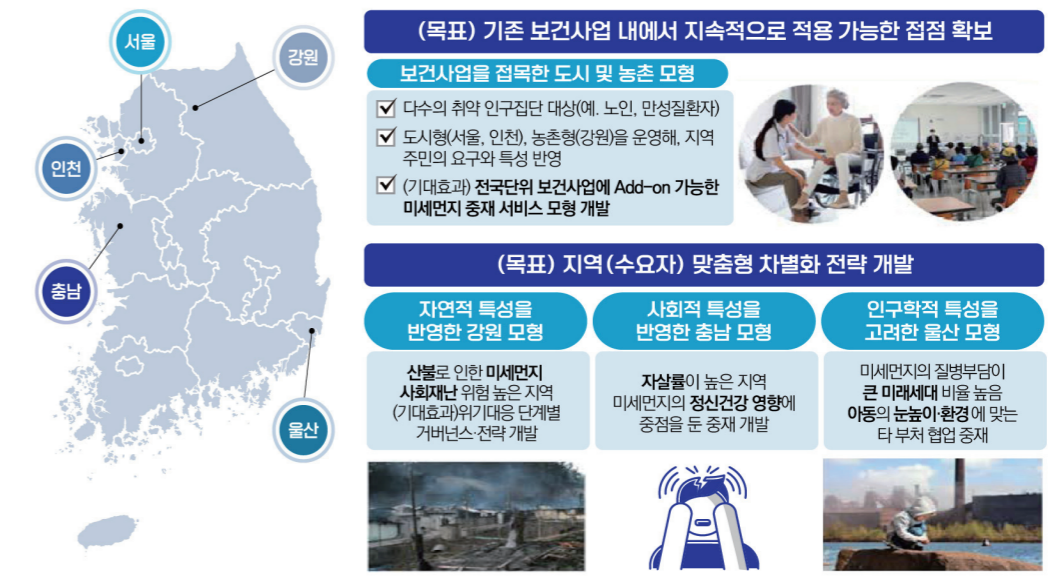 서울
강원
인천
충남
울산
(목표) 기존 보건사업 내에서 지속적으로 적용 가능한 접점 확보
보건사업을 접목한 도시 및 농촌 모형
다수의 취약 인구집단 대상(예. 노인, 만성질환자)
도시형(서울, 인천), 농촌형(강원)을 운영해, 지역
주민의 요구와 특성 반영
(기대효과) 전국단위 보건사업에 Add-on 가능한
미세먼지 중재 서비스 모형 개발
(목표) 지역(수요자) 맞춤형 차별화 전략 개발
자연적 특성을
반영한 강원 모형
산불로 인한 미세먼지
사회재난 위험 높은 지역
(기대효과)위기대응 단계별
거버넌스·전략 개발
사회적 특성을
반영한 충남 모형
자살률이 높은 지역
미세먼지의 정신건강 영향에
중점을 둔 중재 개발
인구학적 특성을
고려한 울산 모형
미세먼지의 질병부담이
큰 미래세대 비율 높음
아동의 눈높이·환경에 맞는
타 부처 협업 중재